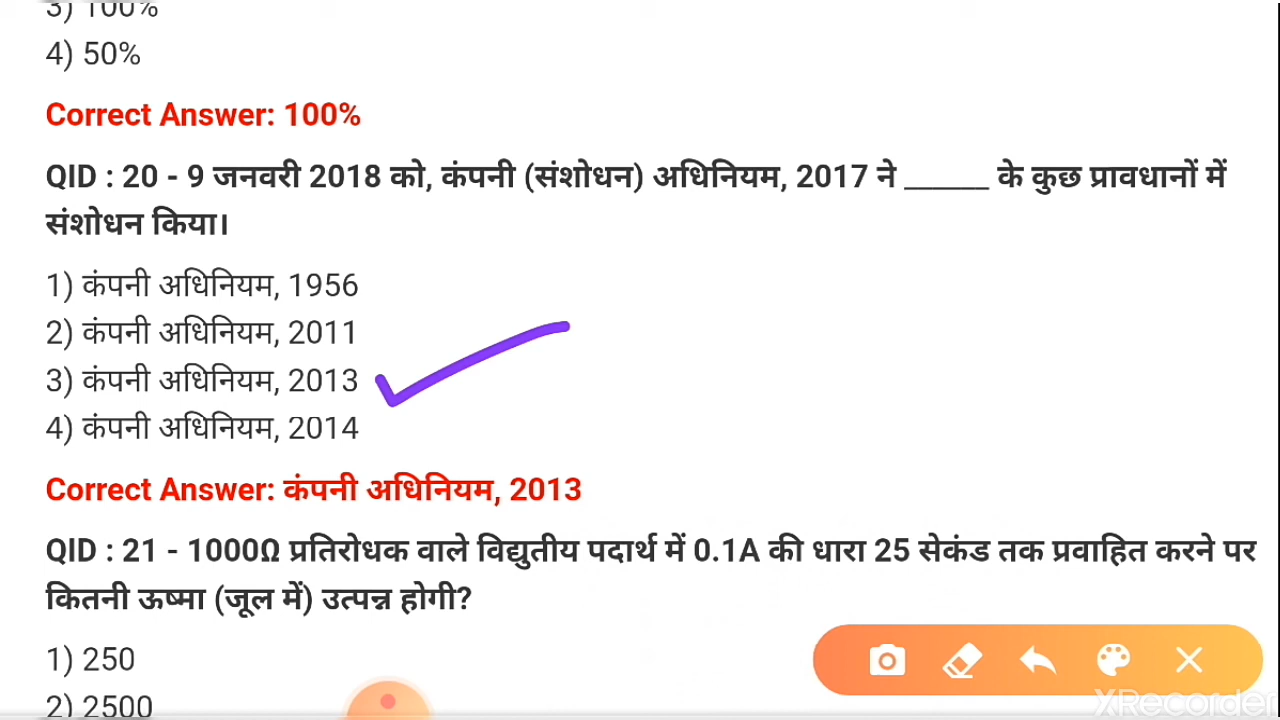 3) 100%
4) 50%
Correct Answer: 100%
QID : 20 - 9 जनवरी 2018 को, कंपनी (संशोधन) अधिनियम, 2017 ने ______ के कुछ प्रावधानों में
संशोधन किया।
1) कंपनी अधिनियम, 1956
2) कंपनी अधिनियम, 2011
3) कंपनी अधिनियम, 2013
4) कंपनी अधिनियम, 2014
Correct Answer: कंपनी अधिनियम, 2013
QID : 21 - 1000Ω प्रतिरोधक वाले विद्युतीय पदार्थ में 0.1A की धारा 25 सेकंड तक प्रवाहित करने पर
कितनी ऊष्मा (जूल में) उत्पन्न होगी?
1) 250
2) 2500
XRecorder